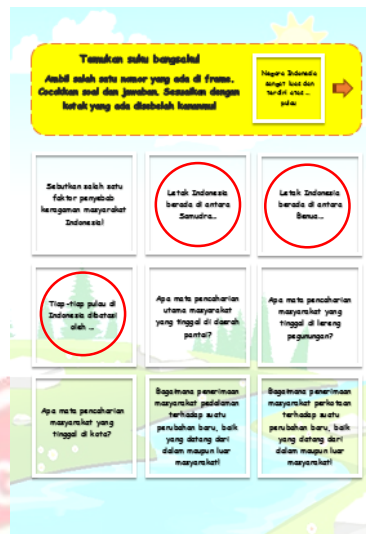 Temukan suku bangsaku!
Ambil salah satu nomor yang ada di frame.
Cocokkan soal dan jawaban. Sesuaikan dengan
kotak yang ada disebelah kananmu!
Negara Indonesia
sangat luas dan
terdiri atas ...
pulau
Sebutkan salah satu
faktor penyebab
keragaman masyarakat
Indonesia!
Letak Indonesia
berada di antara
Samudra...
Letak Indonesia
berada di antara
Benua...
Tiap-tiap pulau di
Indonesia dibatasi
oleh ...
Apa mata pencaharian
utama masyarakat
yang tinggal di daerah
pantai?
Apa mata pencaharian
masyarakat yang
tinggal di lereng
pegunungan?
Apa mata pencaharian
masyarakat yang
tinggal di kota?
Bagaimana penerimaan
masyarakat pedalaman
terhadap suatu
perubahan baru, baik
yang datang dari
dalam maupun luar
masyarakat!
Bagaimana penerimaan
masyarakat perkotaan
terhadap suatu
perubahan baru, baik
yang datang dari
dalam maupun luar
masyarakat!